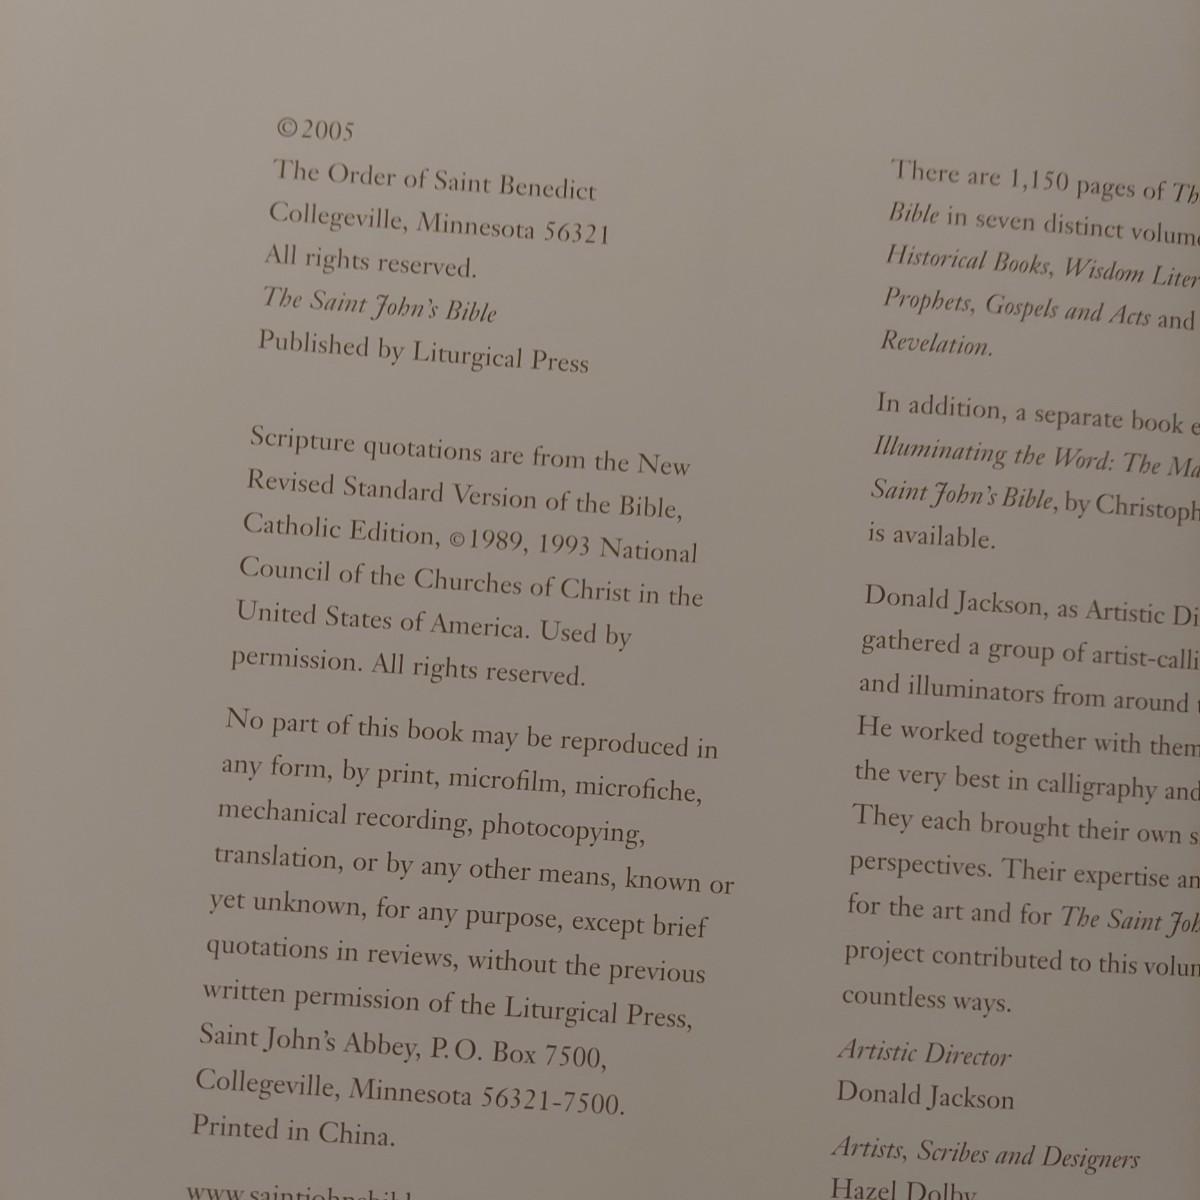 ©2005
The Order of Saint Benedict
Collegeville, Minnesota 56321
All rights reserved.
The Saint John's Bible
Published by Liturgical Press
Scripture quotations are from the New
Revised Standard Version of the Bible,
Catholic Edition, ©1989, 1993 National
Council of the Churches of Christ in the
United States of America. Used by
permission. All rights reserved.
No part of this book may be reproduced in
any form, by print, microfilm, microfiche,
mechanical recording, photocopying,
translation, or by any other means, known or
yet unknown, for any purpose, except brief
quotations in reviews, without the previous
written permission of the Liturgical Press,
Saint John's Abbey, P.O. Box 7500,
Collegeville, Minnesota 56321-7500.
Printed in China.
There are 1,150 pages of
Bible in seven distinct
Historical Books, Wisdom
Prophets, Gospels and Acts and
Revelation.
In addition, a separate book
Illuminating the Word: The
Saint John's Bible, by
is available.
Donald Jackson, as Artistic
gathered a group of
and illuminators from around
He worked together with them
the very best in calligraphy and
They each brought their own
perspectives. Their expertise
for the art and for The Saint
project contributed to this
countless ways.
Artistic Director
Donald Jackson
Artists, Scribes and Designers
Hazel Dolby